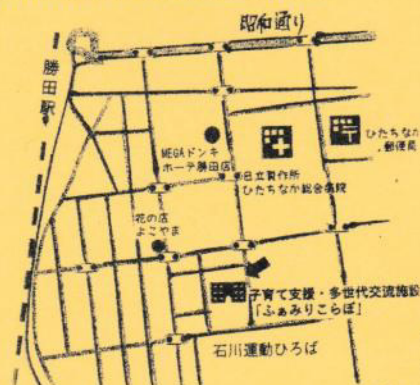 昭和通り
勝田駅
ひたちなか
郵便局
MEGAドンキ
ホーテ勝田店
日立製作所
ひたちなか総合病院
花の店
よこやま
子育て支援・多世代交流施設
「ふぁみりこらぼ」
石川運動ひろば